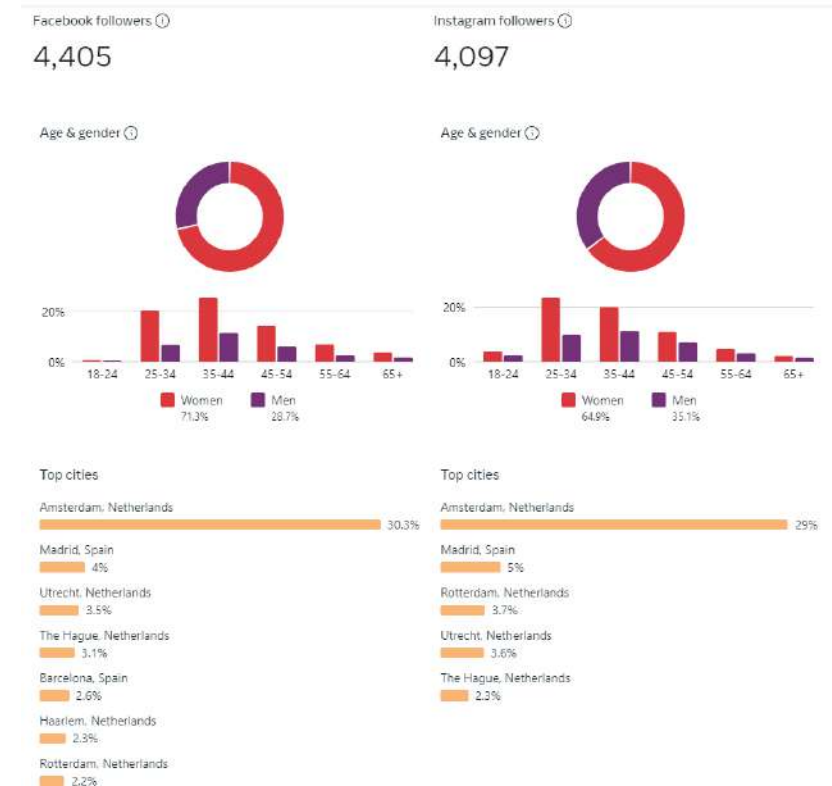 Facebook followers
4,405
Age & gender
20%
0%
18-24 25-34 35-44 45-54 55-64 65+
Women Men
71.3% 28.7%
Top cities
Amsterdam, Netherlands
30.3%
Madrid, Spain
4%
Utrecht, Netherlands
3.5%
The Hague, Netherlands
3.1%
Barcelona, Spain
2.6%
Haarlem, Netherlands
2.3%
Rotterdam, Netherlands
2.2%
Instagram followers
4,097
Age & gender
20%
0%
18-24 25-34 35-44 45-54 55-64 65+
Women Men
64.9% 35.1%
Top cities
Amsterdam, Netherlands
29%
Madrid, Spain
5%
Rotterdam, Netherlands
3.7%
Utrecht, Netherlands
3.6%
The Hague, Netherlands
2.3%